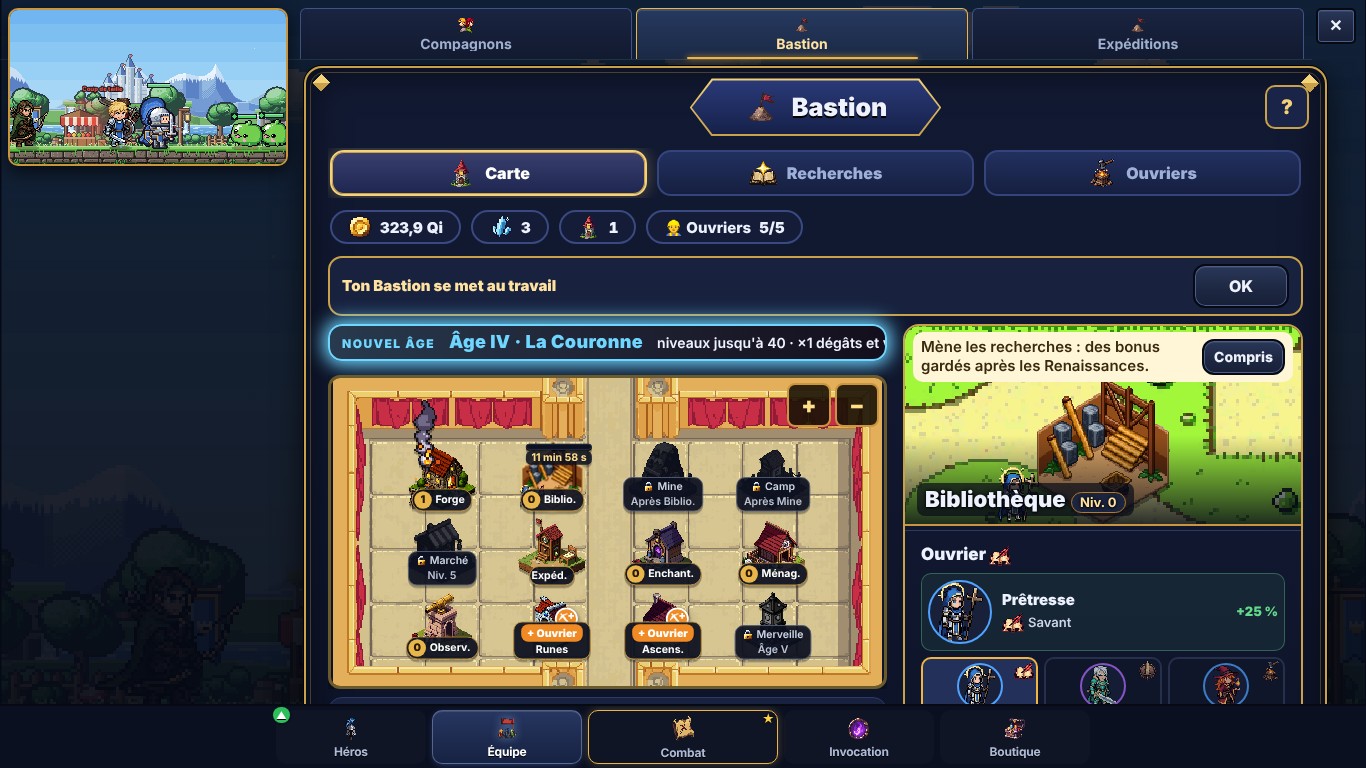 Compagnons
Bastion
Expéditions
×
Bastion
?
Carte
Recherches
Ouvriers
323,9 Qi
3
1
Ouvriers 5/5
Ton Bastion se met au travail
OK
NOUVEL ÂGE Âge IV · La Couronne niveaux jusqu'à 40 · ×1 dégâts et
+
−
11 min 58 s
1 Forge
0 Biblio.
Mine
Après Biblio.
Camp
Après Mine
Marché
Niv. 5
Expéd.
0 Enchant.
0 Ménag.
0 Observ.
+ Ouvrier
Runes
+ Ouvrier
Ascens.
Merveille
Âge V
Mène les recherches : des bonus
gardés après les Renaissances.
Compris
Bibliothèque Niv. 0
Ouvrier
Prêtresse
Savant
+25 %
Héros
Équipe
Combat
Invocation
Boutique